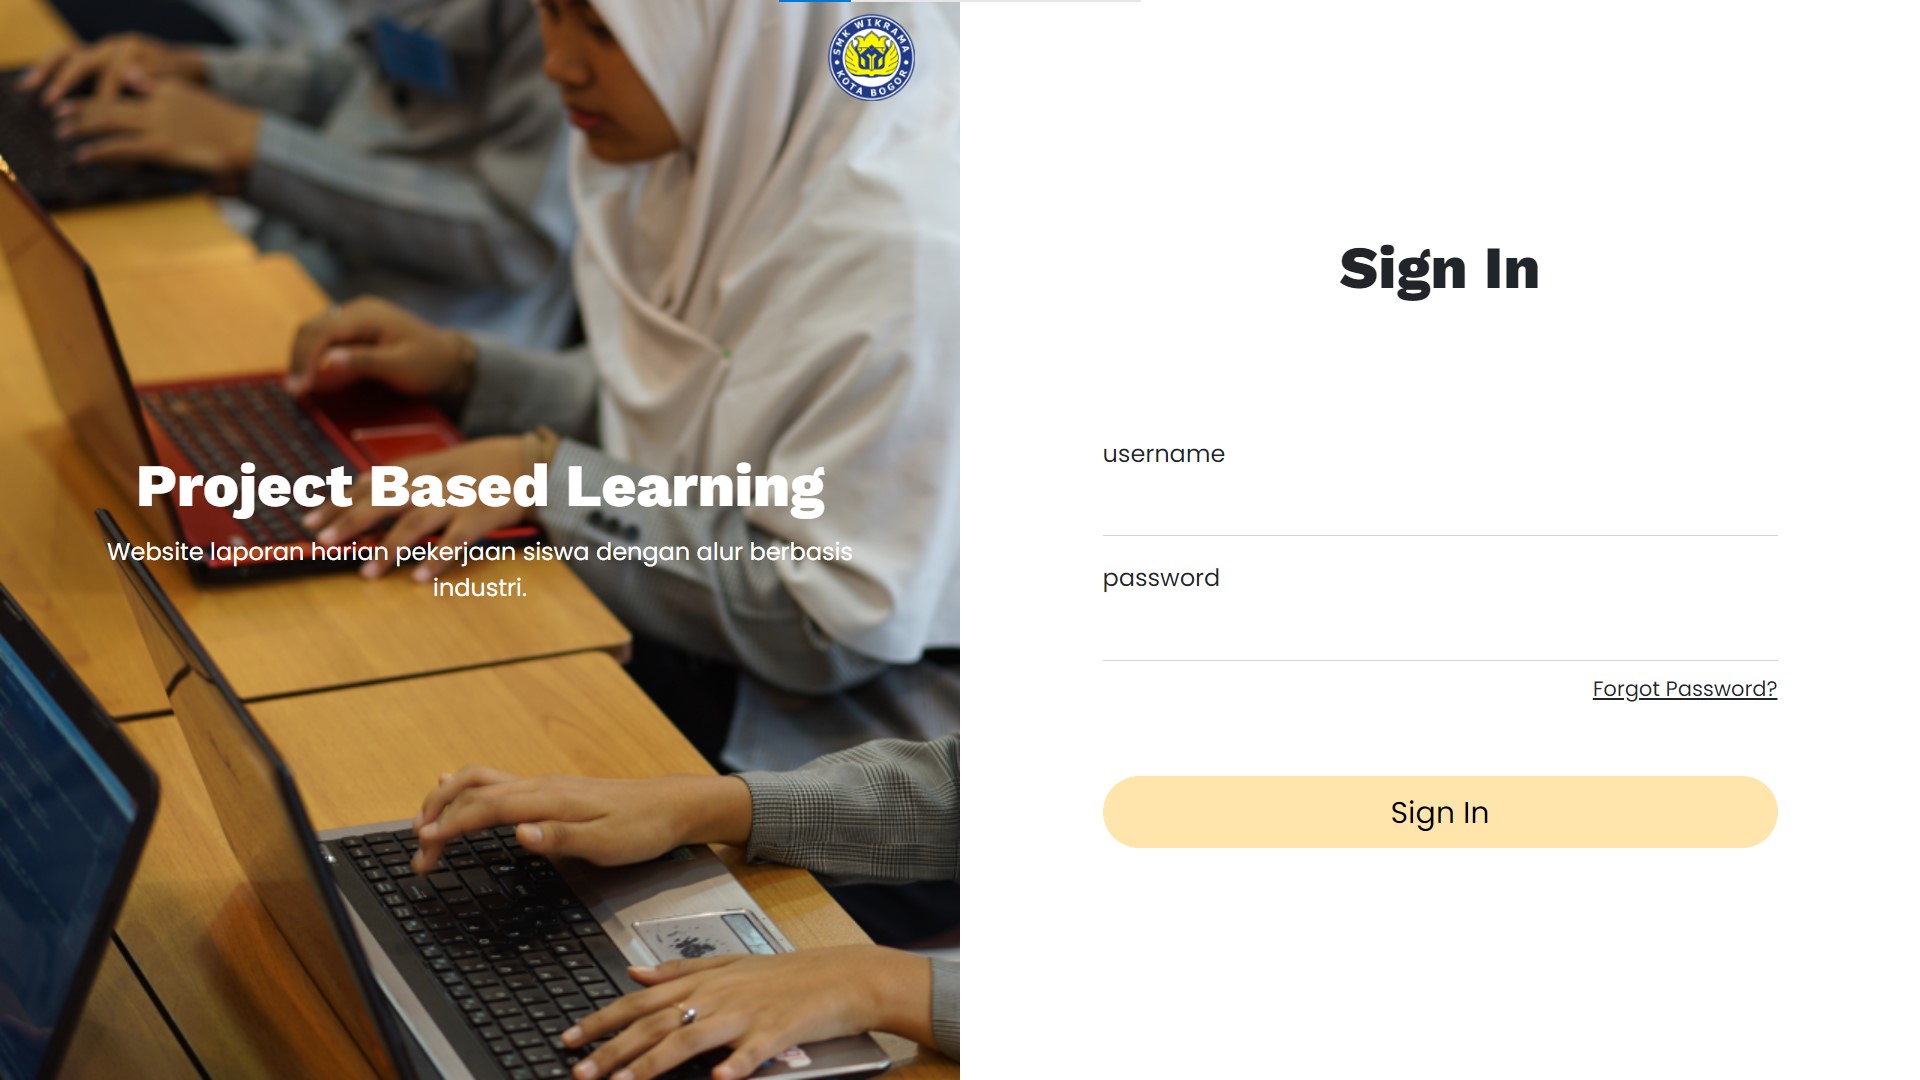 SMK WIKRAMA
KOTA BOGOR
Project Based Learning
Website laporan harian pekerjaan siswa dengan alur berbasis
industri.
Sign In
username
password
Forgot Password?
Sign In